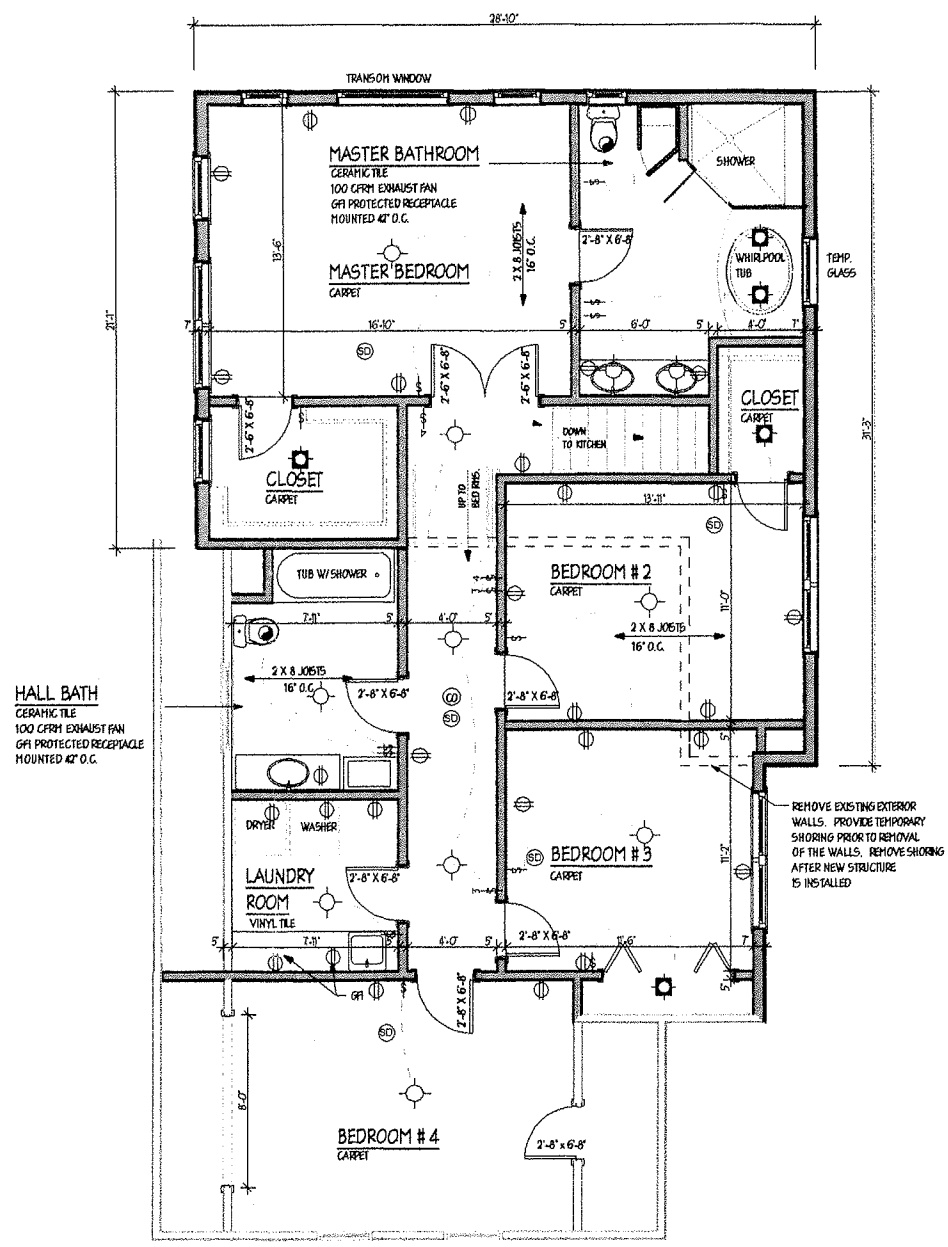 28'-10"
TRANSOM WINDOW
MASTER BATHROOM
CERAMIC TILE
100 CFM EXHAUST FAN
GFI PROTECTED RECEPTACLE
MOUNTED 42" O.C.
SHOWER
2 X 8 JOISTS
16" O.C.
2'-8" X 6'-8"
WHIRLPOOL
TUB
TEMP.
GLASS
13'-6"
MASTER BEDROOM
CARPET
21'-1"
7"
16'-10"
5"
6'-0"
5"
4'-0"
7"
SD
2'-6" X 6'-8"
2'-6" X 6'-8"
2'-6" X 6'-8"
CLOSET
CARPET
31'-3"
DOWN
TO KITCHEN
CLOSET
CARPET
UP TO
BED RMS.
13'-11"
SD
TUB W/ SHOWER
BEDROOM # 2
CARPET
11'-0"
7'-11"
5"
4'-0"
5"
2 X 8 JOISTS
16" O.C.
2 X 8 JOISTS
16" O.C.
2'-8" X 6'-8"
2'-8" X 6'-8"
HALL BATH
CERAMIC TILE
100 CFM EXHAUST FAN
GFI PROTECTED RECEPTACLE
MOUNTED 42" O.C.
CO
SD
5"
DRYER
WASHER
REMOVE EXISTING EXTERIOR
WALLS. PROVIDE TEMPORARY
SHORING PRIOR TO REMOVAL
OF THE WALLS. REMOVE SHORING
AFTER NEW STRUCTURE
IS INSTALLED
SD
BEDROOM # 3
CARPET
11'-2"
LAUNDRY
ROOM
VINYL TILE
2'-8" X 6'-8"
2'-8" X 6'-8"
5"
7'-11"
5"
4'-0"
5"
11'-6"
7"
5"
GFI
2'-8" X 6'-8"
SD
8'-0"
BEDROOM # 4
CARPET
2'-8" x 6'-8"